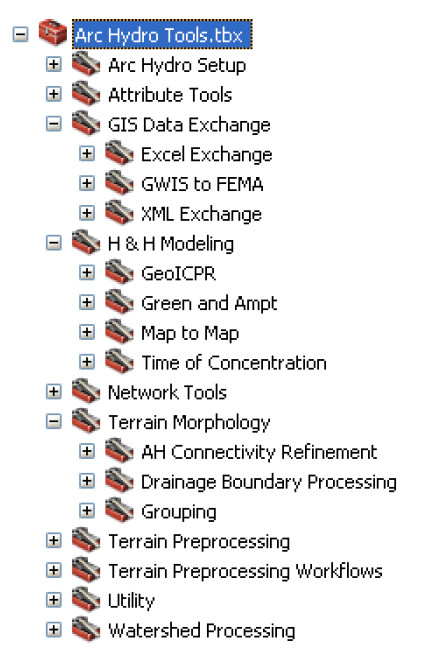 Arc Hydro Tools.tbx
Arc Hydro Setup
Attribute Tools
GIS Data Exchange
Excel Exchange
GWIS to FEMA
XML Exchange
H & H Modeling
GeoICPR
Green and Ampt
Map to Map
Time of Concentration
Network Tools
Terrain Morphology
AH Connectivity Refinement
Drainage Boundary Processing
Grouping
Terrain Preprocessing
Terrain Preprocessing Workflows
Utility
Watershed Processing